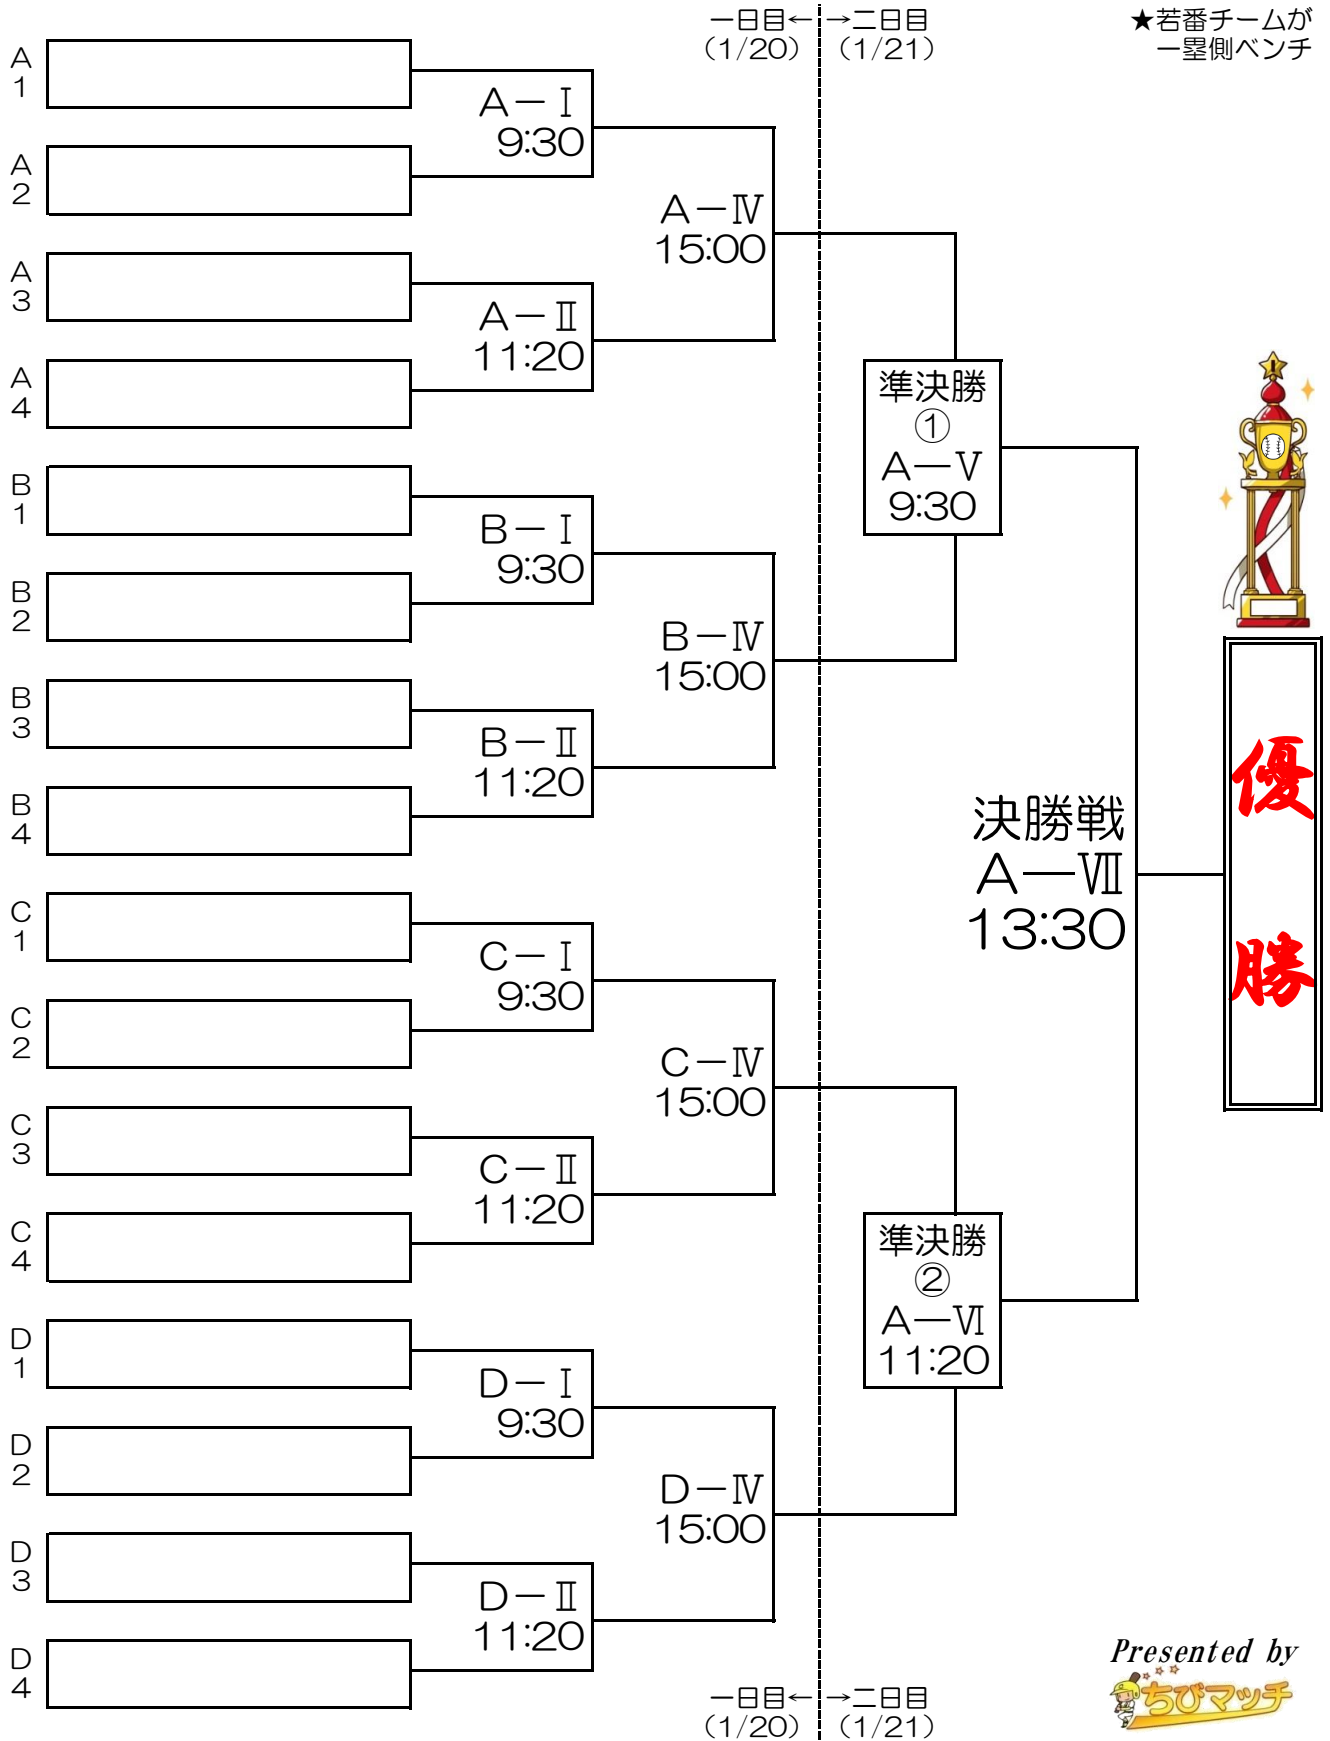 一日目←
(1/20)
→二日目
(1/21)
★若番チームが
一塁側ベンチ
A
1
A
2
A
3
A
4
B
1
B
2
B
3
B
4
C
1
C
2
C
3
C
4
D
1
D
2
D
3
D
4
A－Ⅰ
9:30
A－Ⅱ
11:20
B－Ⅰ
9:30
B－Ⅱ
11:20
C－Ⅰ
9:30
C－Ⅱ
11:20
D－Ⅰ
9:30
D－Ⅱ
11:20
A－Ⅳ
15:00
B－Ⅳ
15:00
C－Ⅳ
15:00
D－Ⅳ
15:00
準決勝
①
A―Ⅴ
9:30
準決勝
②
A―Ⅵ
11:20
決勝戦
A―Ⅶ
13:30
優
勝
一日目←
(1/20)
→二日目
(1/21)
Presented by
ちびマッチ